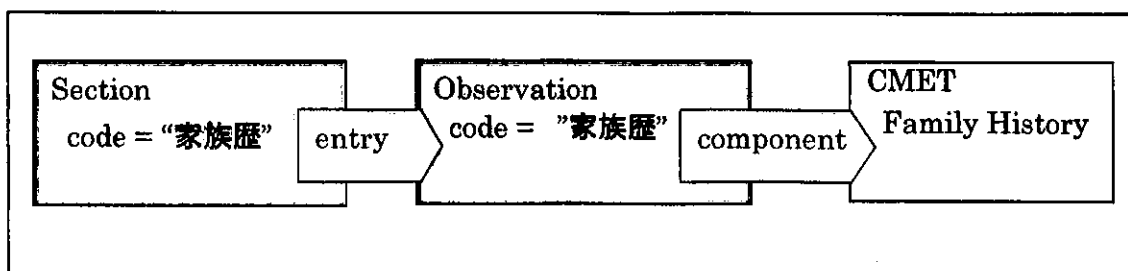 Section
code = “家族歴”
entry
Observation
code = ”家族歴”
component
CMET
Family History